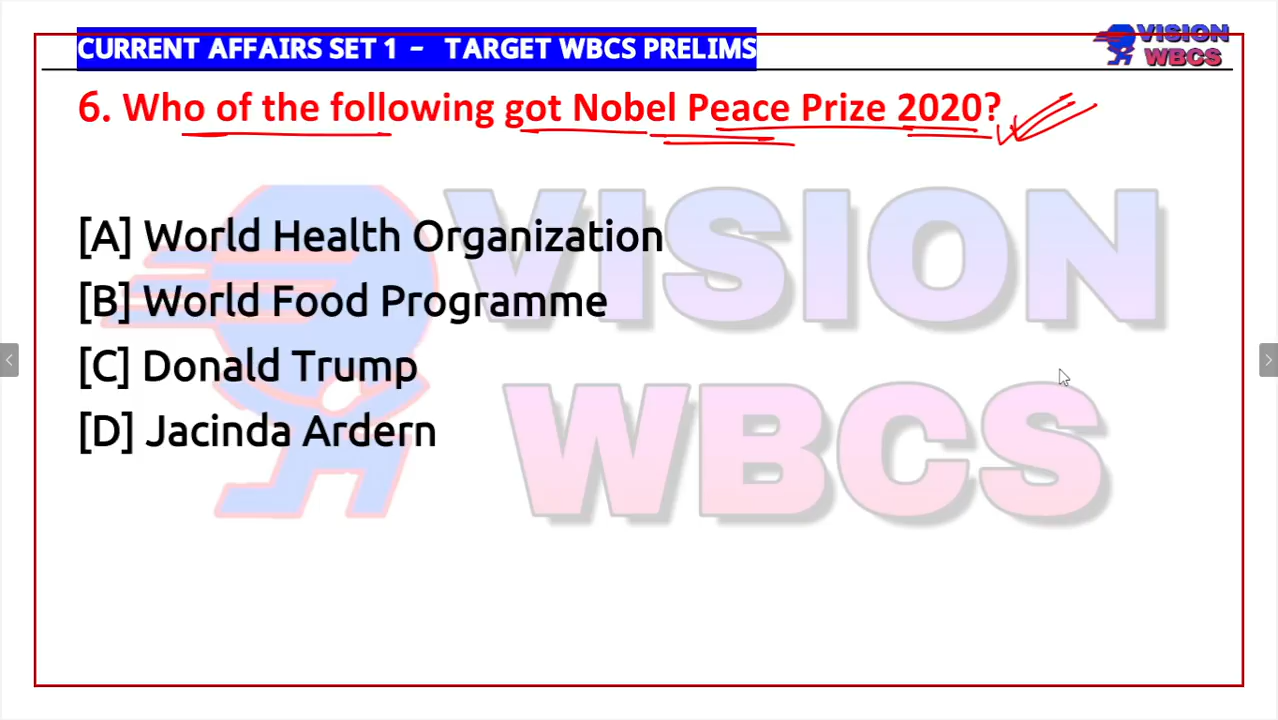 CURRENT AFFAIRS SET 1 – TARGET WBCS PRELIMS
VISION
WBCS
6. Who of the following got Nobel Peace Prize 2020?
[A] World Health Organization
[B] World Food Programme
[C] Donald Trump
[D] Jacinda Ardern
VISION
WBCS